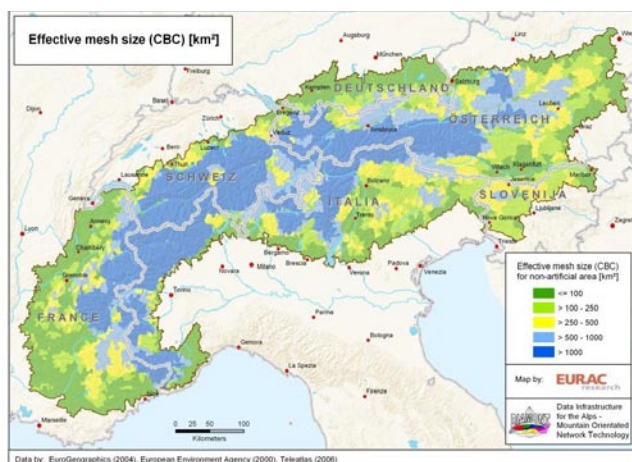 Effective mesh size (CBC) [km²]
Augsburg
Linz
München
Freiburg
Salzburg
Kempten
DEUTSCHLAND
Dijon
Basel
Bregenz
Zürich
Leoben
ÖSTERREICH
Innsbruck
Vaduz
Luzern
Bern
Thun
Graz
SCHWEIZ
Lausanne
Villach
Klagenfurt
Maribor
Jesenice
Bolzano
SLOVENIJA
Genève
ITALIA
Ljubljana
Annecy
Trento
Nova Gorica
Lyon
Chambéry
Trieste
Bergamo
Novara
Milano
Brescia
Verona
Padova
Venezia
Grenoble
Torino
Effective mesh size (CBC)
for non-artificial area [km²]
<= 100
> 100 - 250
> 250 - 500
> 500 - 1000
> 1000
FRANCE
Parma
Bologna
Genova
Map by:
EURAC
research
La Spezia
Firenze
Marseille
0 25 50 100
Kilometers
DIAMONT
Data Infrastructure
for the Alps -
Mountain Orientated
Network Technology
Data by: EuroGeographics (2004), European Environment Agency (2000), Teleatlas (2006)